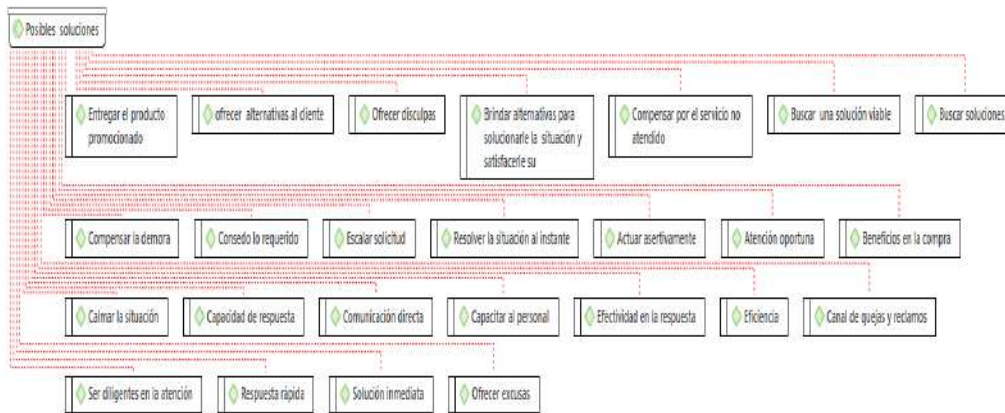 Posibles soluciones
Entregar el producto
promocionado
ofrecer alternativas al cliente
Ofrecer disculpas
Brindar alternativas para
solucionarle la situación y
satisfacerle su
Compensar por el servicio no
atendido
Buscar una solución viable
Buscar soluciones
Compensar la demora
Consedo lo requerido
Escalar solicitud
Resolver la situación al instante
Actuar asertivamente
Atención oportuna
Beneficios en la compra
Calmar la situación
Capacidad de respuesta
Comunicación directa
Capacitar al personal
Efectividad en la respuesta
Eficiencia
Canal de quejas y reclamos
Ser diligentes en la atención
Respuesta rápida
Solución inmediata
Ofrecer excusas